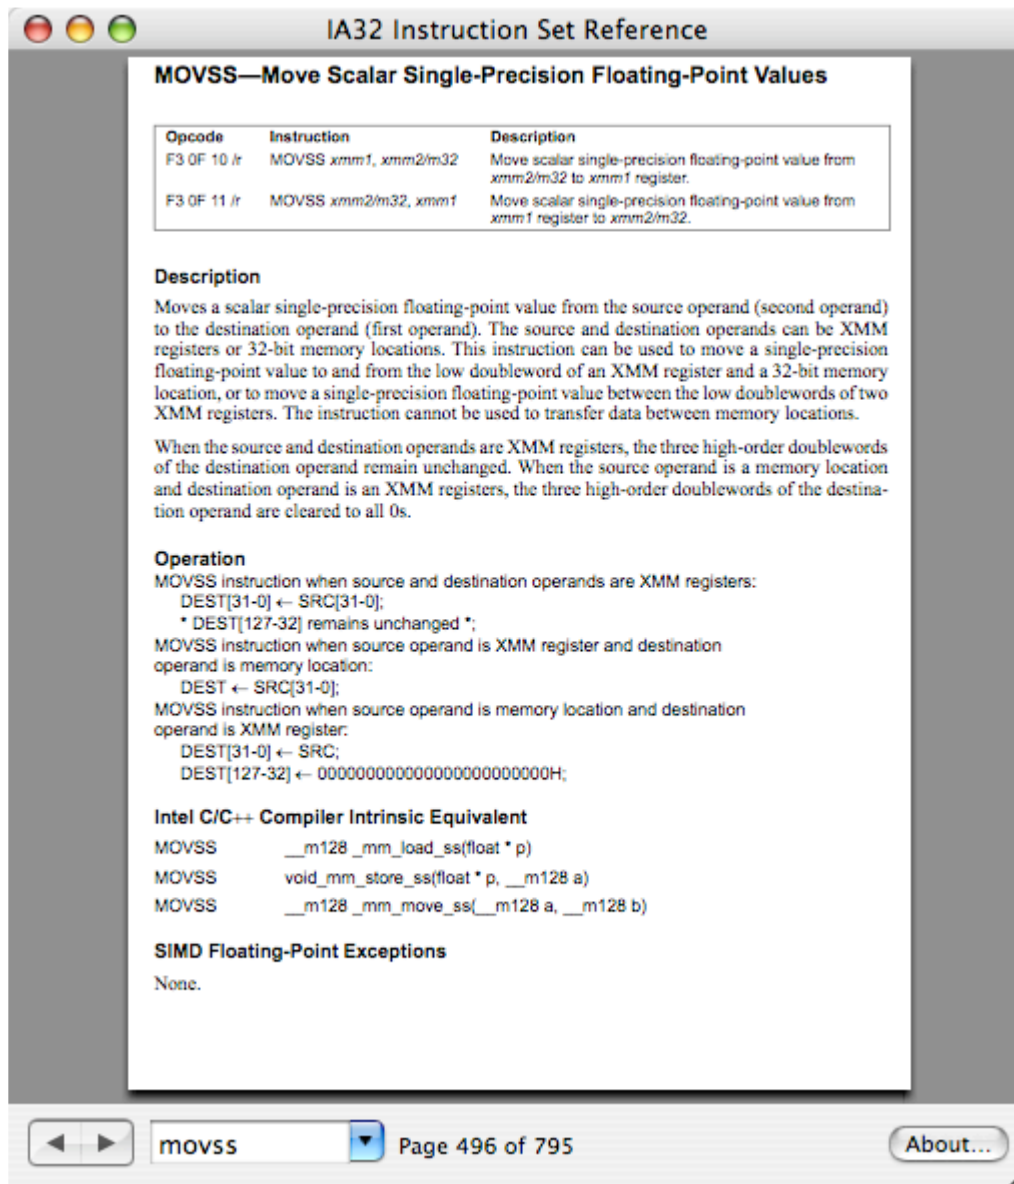 IA32 Instruction Set Reference
MOVSS—Move Scalar Single-Precision Floating-Point Values
Opcode Instruction Description
F3 0F 10 /r MOVSS xmm1, xmm2/m32 Move scalar single-precision floating-point value from
xmm2/m32 to xmm1 register.
F3 0F 11 /r MOVSS xmm2/m32, xmm1 Move scalar single-precision floating-point value from
xmm1 register to xmm2/m32.
Description
Moves a scalar single-precision floating-point value from the source operand (second operand)
to the destination operand (first operand). The source and destination operands can be XMM
registers or 32-bit memory locations. This instruction can be used to move a single-precision
floating-point value to and from the low doubleword of an XMM register and a 32-bit memory
location, or to move a single-precision floating-point value between the low doublewords of two
XMM registers. The instruction cannot be used to transfer data between memory locations.
When the source and destination operands are XMM registers, the three high-order doublewords
of the destination operand remain unchanged. When the source operand is a memory location
and destination operand is an XMM registers, the three high-order doublewords of the destina-
tion operand are cleared to all 0s.
Operation
MOVSS instruction when source and destination operands are XMM registers:
DEST[31-0] ← SRC[31-0];
* DEST[127-32] remains unchanged *;
MOVSS instruction when source operand is XMM register and destination
operand is memory location:
DEST ← SRC[31-0];
MOVSS instruction when source operand is memory location and destination
operand is XMM register:
DEST[31-0] ← SRC;
DEST[127-32] ← 000000000000000000000000H;
Intel C/C++ Compiler Intrinsic Equivalent
MOVSS __m128 _mm_load_ss(float * p)
MOVSS void_mm_store_ss(float * p, __m128 a)
MOVSS __m128 _mm_move_ss(__m128 a, __m128 b)
SIMD Floating-Point Exceptions
None.
movss Page 496 of 795 About...